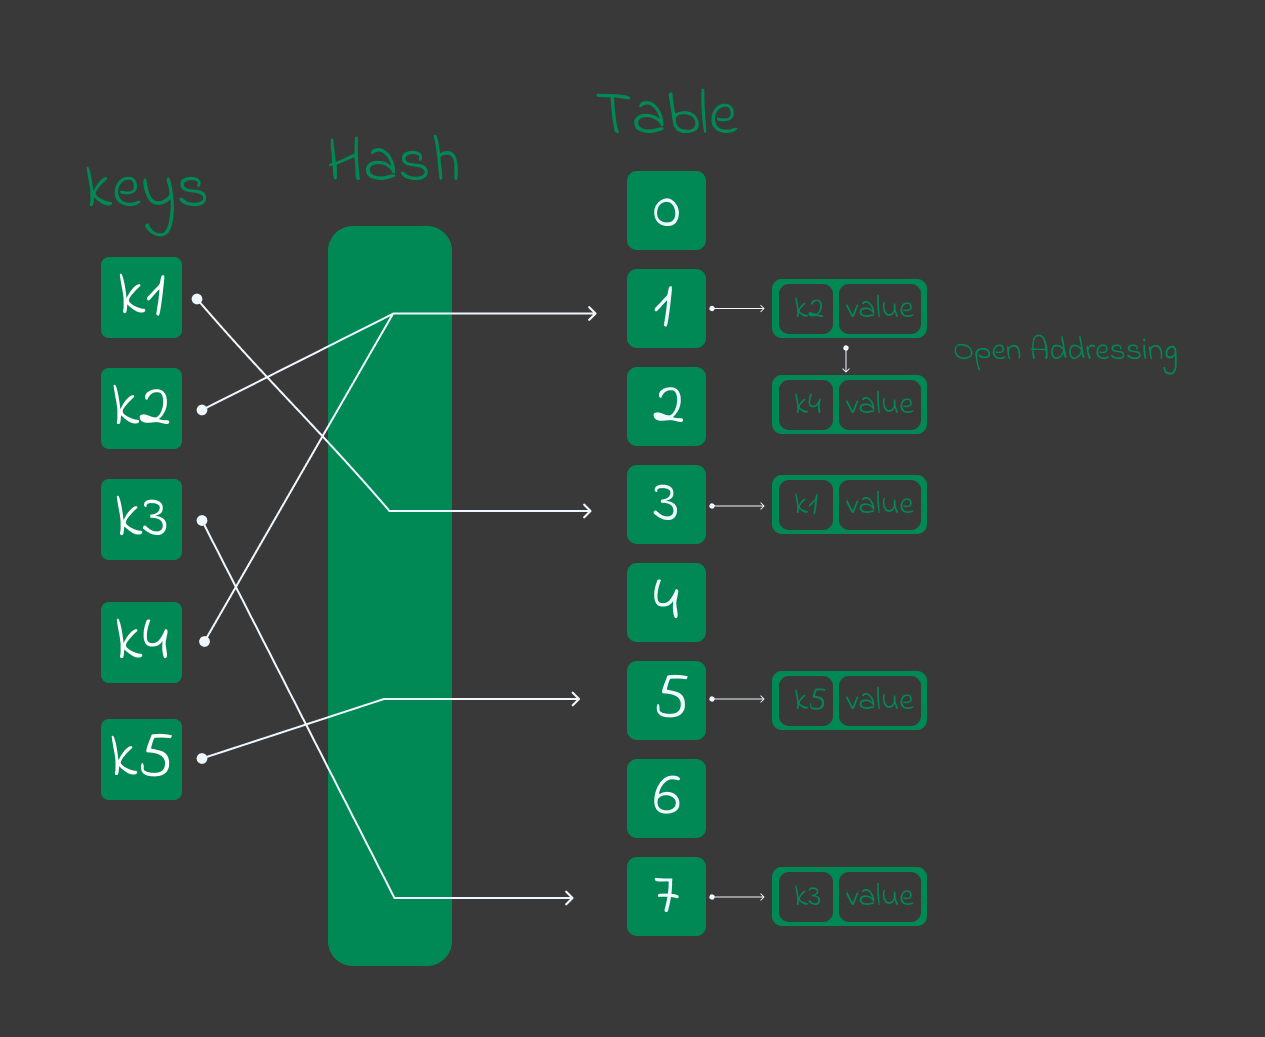 keys
Hash
Table
k1
k2
k3
k4
k5
0
1
2
3
4
5
6
7
k2 value
Open Addressing
k4 value
k1 value
k5 value
k3 value